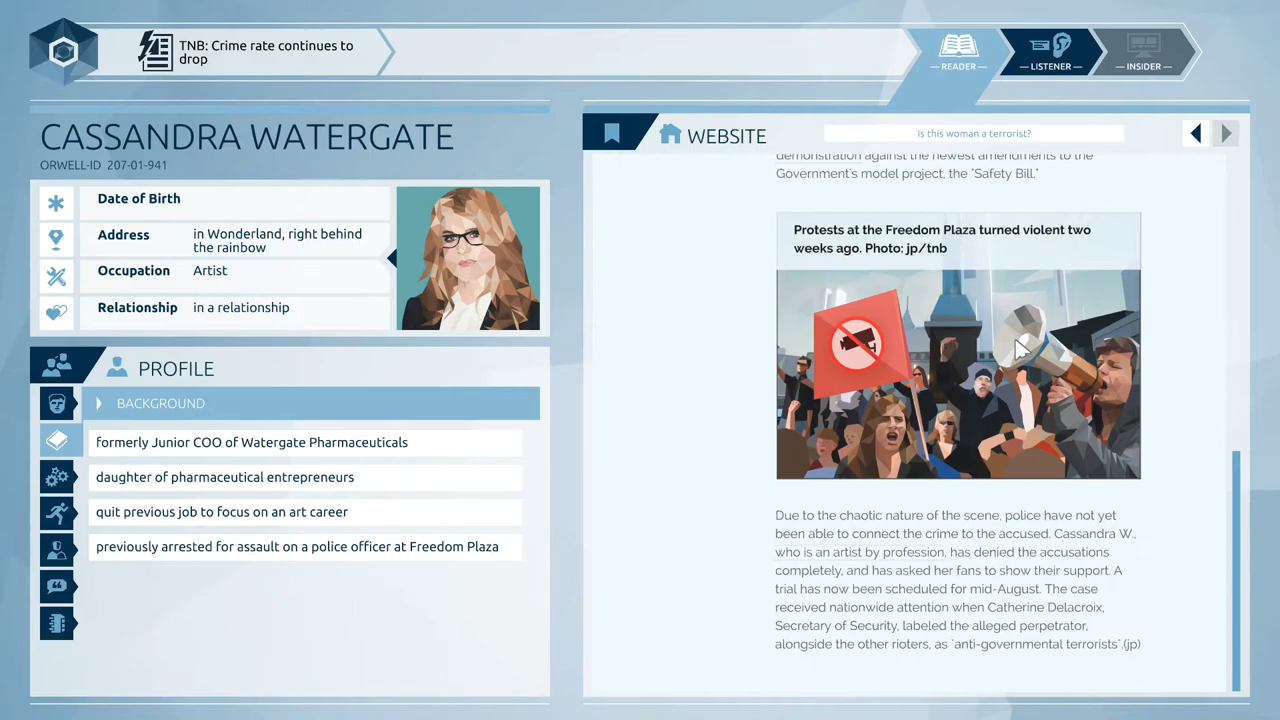 TNB: Crime rate continues to
drop
— READER —
— LISTENER —
— INSIDER —
CASSANDRA WATERGATE
ORWELL-ID 207-01-941
Date of Birth
Address in Wonderland, right behind
the rainbow
Occupation Artist
Relationship in a relationship
PROFILE
BACKGROUND
formerly Junior COO of Watergate Pharmaceuticals
daughter of pharmaceutical entrepreneurs
quit previous job to focus on an art career
previously arrested for assault on a police officer at Freedom Plaza
WEBSITE
Is this woman a terrorist?
demonstration against the newest amendments to the
Government's model project, the "Safety Bill."
Protests at the Freedom Plaza turned violent two
weeks ago. Photo: jp/tnb
Due to the chaotic nature of the scene, police have not yet
been able to connect the crime to the accused. Cassandra W.,
who is an artist by profession, has denied the accusations
completely, and has asked her fans to show their support. A
trial has now been scheduled for mid-August. The case
received nationwide attention when Catherine Delacroix,
Secretary of Security, labeled the alleged perpetrator,
alongside the other rioters, as "anti-governmental terrorists".(jp)